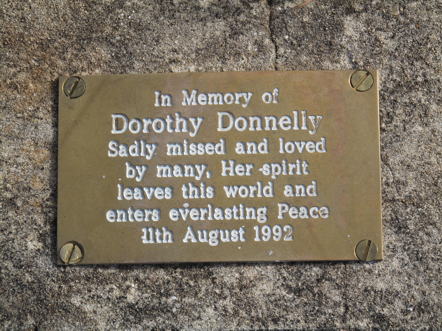 In Memory of
Dorothy Donnelly
Sadly missed and loved
by many, Her spirit
leaves this world and
enters everlasting Peace
11th August 1992